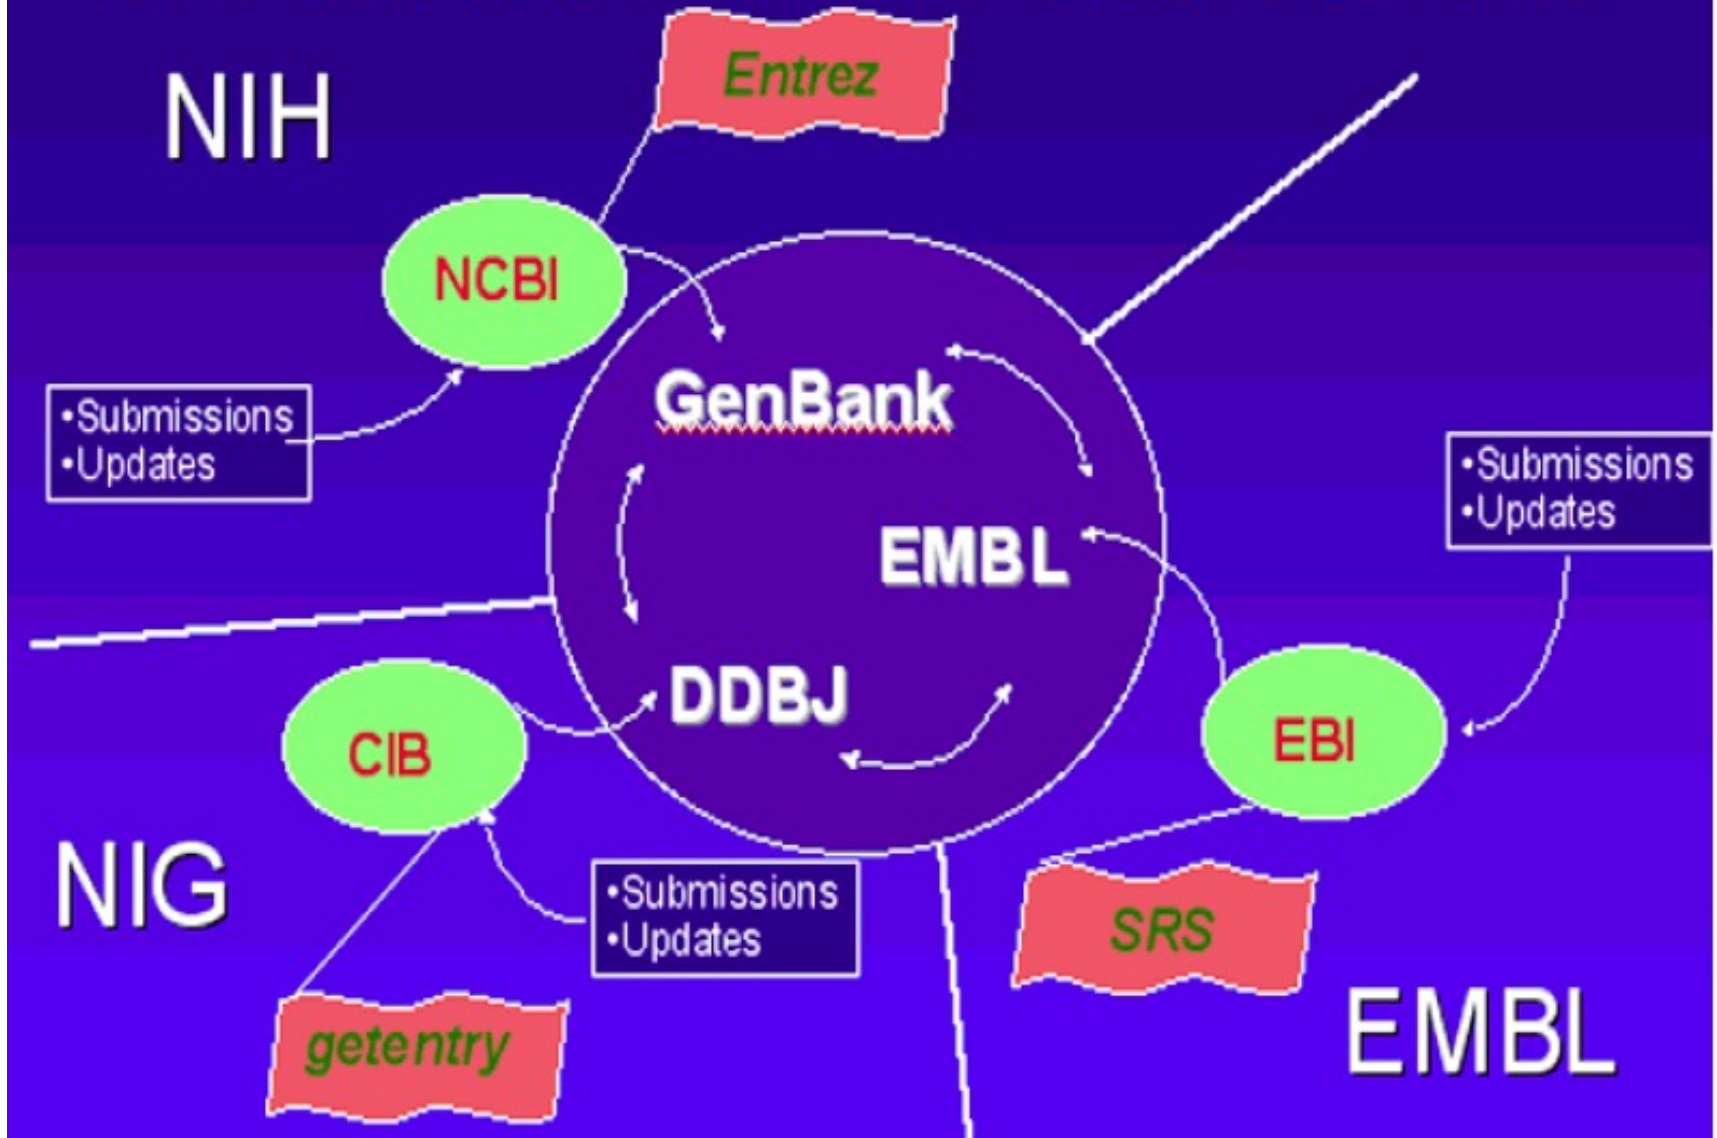 Entrez
NIH
NCBI
•Submissions
•Updates
GenBank
EMBL
DDBJ
•Submissions
•Updates
EBI
CIB
NIG
•Submissions
•Updates
SRS
getentry
EMBL